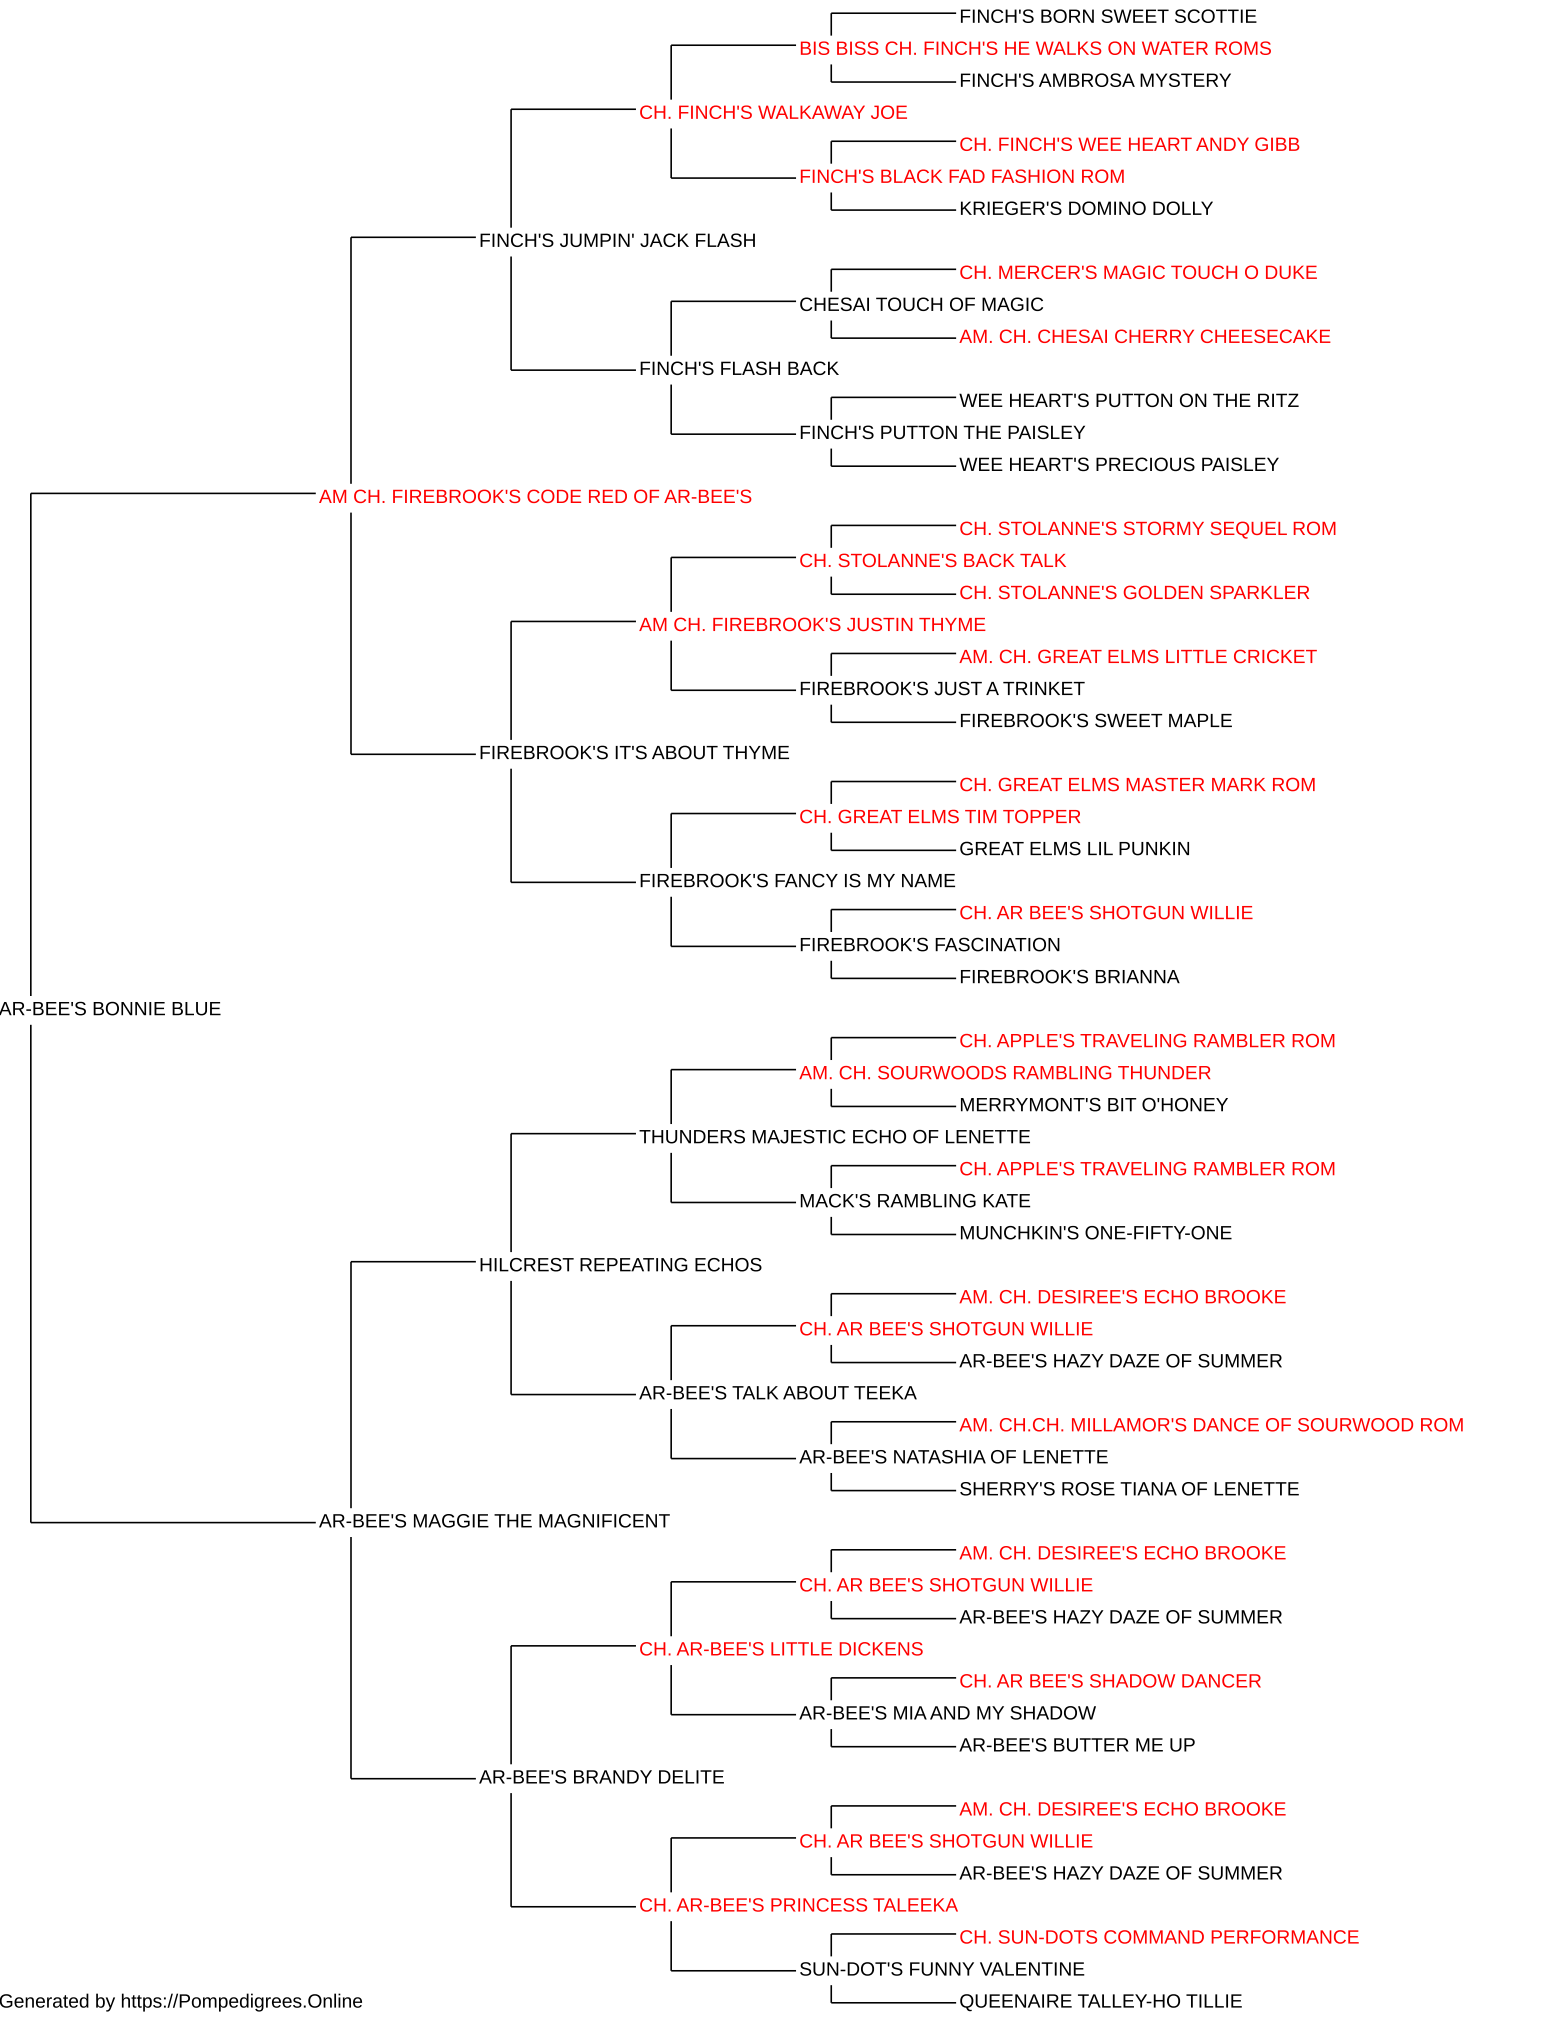 FINCH'S BORN SWEET SCOTTIE
BIS BISS CH. FINCH'S HE WALKS ON WATER ROMS
FINCH'S AMBROSA MYSTERY
CH. FINCH'S WALKAWAY JOE
CH. FINCH'S WEE HEART ANDY GIBB
FINCH'S BLACK FAD FASHION ROM
KRIEGER'S DOMINO DOLLY
FINCH'S JUMPIN' JACK FLASH
CH. MERCER'S MAGIC TOUCH O DUKE
CHESAI TOUCH OF MAGIC
AM. CH. CHESAI CHERRY CHEESECAKE
FINCH'S FLASH BACK
WEE HEART'S PUTTON ON THE RITZ
FINCH'S PUTTON THE PAISLEY
WEE HEART'S PRECIOUS PAISLEY
AM CH. FIREBROOK'S CODE RED OF AR-BEE'S
CH. STOLANNE'S STORMY SEQUEL ROM
CH. STOLANNE'S BACK TALK
CH. STOLANNE'S GOLDEN SPARKLER
AM CH. FIREBROOK'S JUSTIN THYME
AM. CH. GREAT ELMS LITTLE CRICKET
FIREBROOK'S JUST A TRINKET
FIREBROOK'S SWEET MAPLE
FIREBROOK'S IT'S ABOUT THYME
CH. GREAT ELMS MASTER MARK ROM
CH. GREAT ELMS TIM TOPPER
GREAT ELMS LIL PUNKIN
FIREBROOK'S FANCY IS MY NAME
CH. AR BEE'S SHOTGUN WILLIE
FIREBROOK'S FASCINATION
FIREBROOK'S BRIANNA
AR-BEE'S BONNIE BLUE
CH. APPLE'S TRAVELING RAMBLER ROM
AM. CH. SOURWOODS RAMBLING THUNDER
MERRYMONT'S BIT O'HONEY
THUNDERS MAJESTIC ECHO OF LENETTE
CH. APPLE'S TRAVELING RAMBLER ROM
MACK'S RAMBLING KATE
MUNCHKIN'S ONE-FIFTY-ONE
HILCREST REPEATING ECHOS
AM. CH. DESIREE'S ECHO BROOKE
CH. AR BEE'S SHOTGUN WILLIE
AR-BEE'S HAZY DAZE OF SUMMER
AR-BEE'S TALK ABOUT TEEKA
AM. CH.CH. MILLAMOR'S DANCE OF SOURWOOD ROM
AR-BEE'S NATASHIA OF LENETTE
SHERRY'S ROSE TIANA OF LENETTE
AR-BEE'S MAGGIE THE MAGNIFICENT
AM. CH. DESIREE'S ECHO BROOKE
CH. AR BEE'S SHOTGUN WILLIE
AR-BEE'S HAZY DAZE OF SUMMER
CH. AR-BEE'S LITTLE DICKENS
CH. AR BEE'S SHADOW DANCER
AR-BEE'S MIA AND MY SHADOW
AR-BEE'S BUTTER ME UP
AR-BEE'S BRANDY DELITE
AM. CH. DESIREE'S ECHO BROOKE
CH. AR BEE'S SHOTGUN WILLIE
AR-BEE'S HAZY DAZE OF SUMMER
CH. AR-BEE'S PRINCESS TALEEKA
CH. SUN-DOTS COMMAND PERFORMANCE
SUN-DOT'S FUNNY VALENTINE
QUEENAIRE TALLEY-HO TILLIE
Generated by https://Pompedigrees.Online